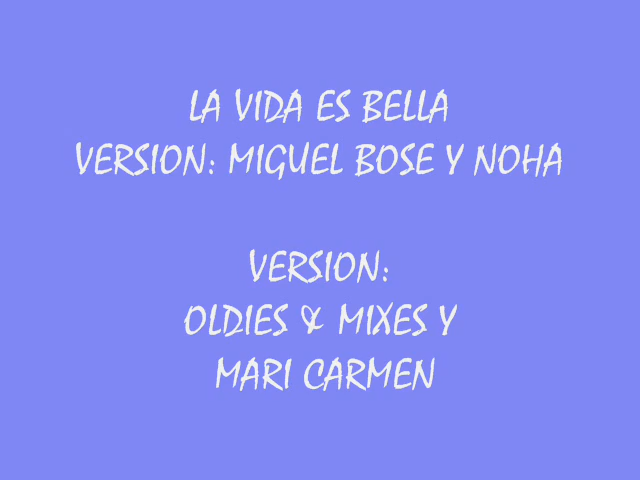 LA VIDA ES BELLA
VERSION: MIGUEL BOSE Y NOHA
VERSION:
OLDIES & MIXES Y
MARI CARMEN